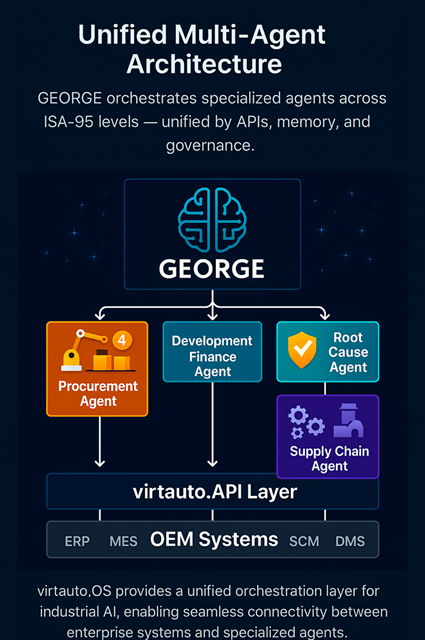 Unified Multi-Agent
Architecture
GEORGE orchestrates specialized agents across
ISA-95 levels — unified by APIs, memory, and
governance.
GEORGE
4
Procurement
Agent
Development
Finance
Agent
Root
Cause
Agent
Supply Chain
Agent
virtauto.API Layer
ERP MES OEM Systems SCM DMS
virtauto.OS provides a unified orchestration layer for
industrial AI, enabling seamless connectivity between
enterprise systems and specialized agents.